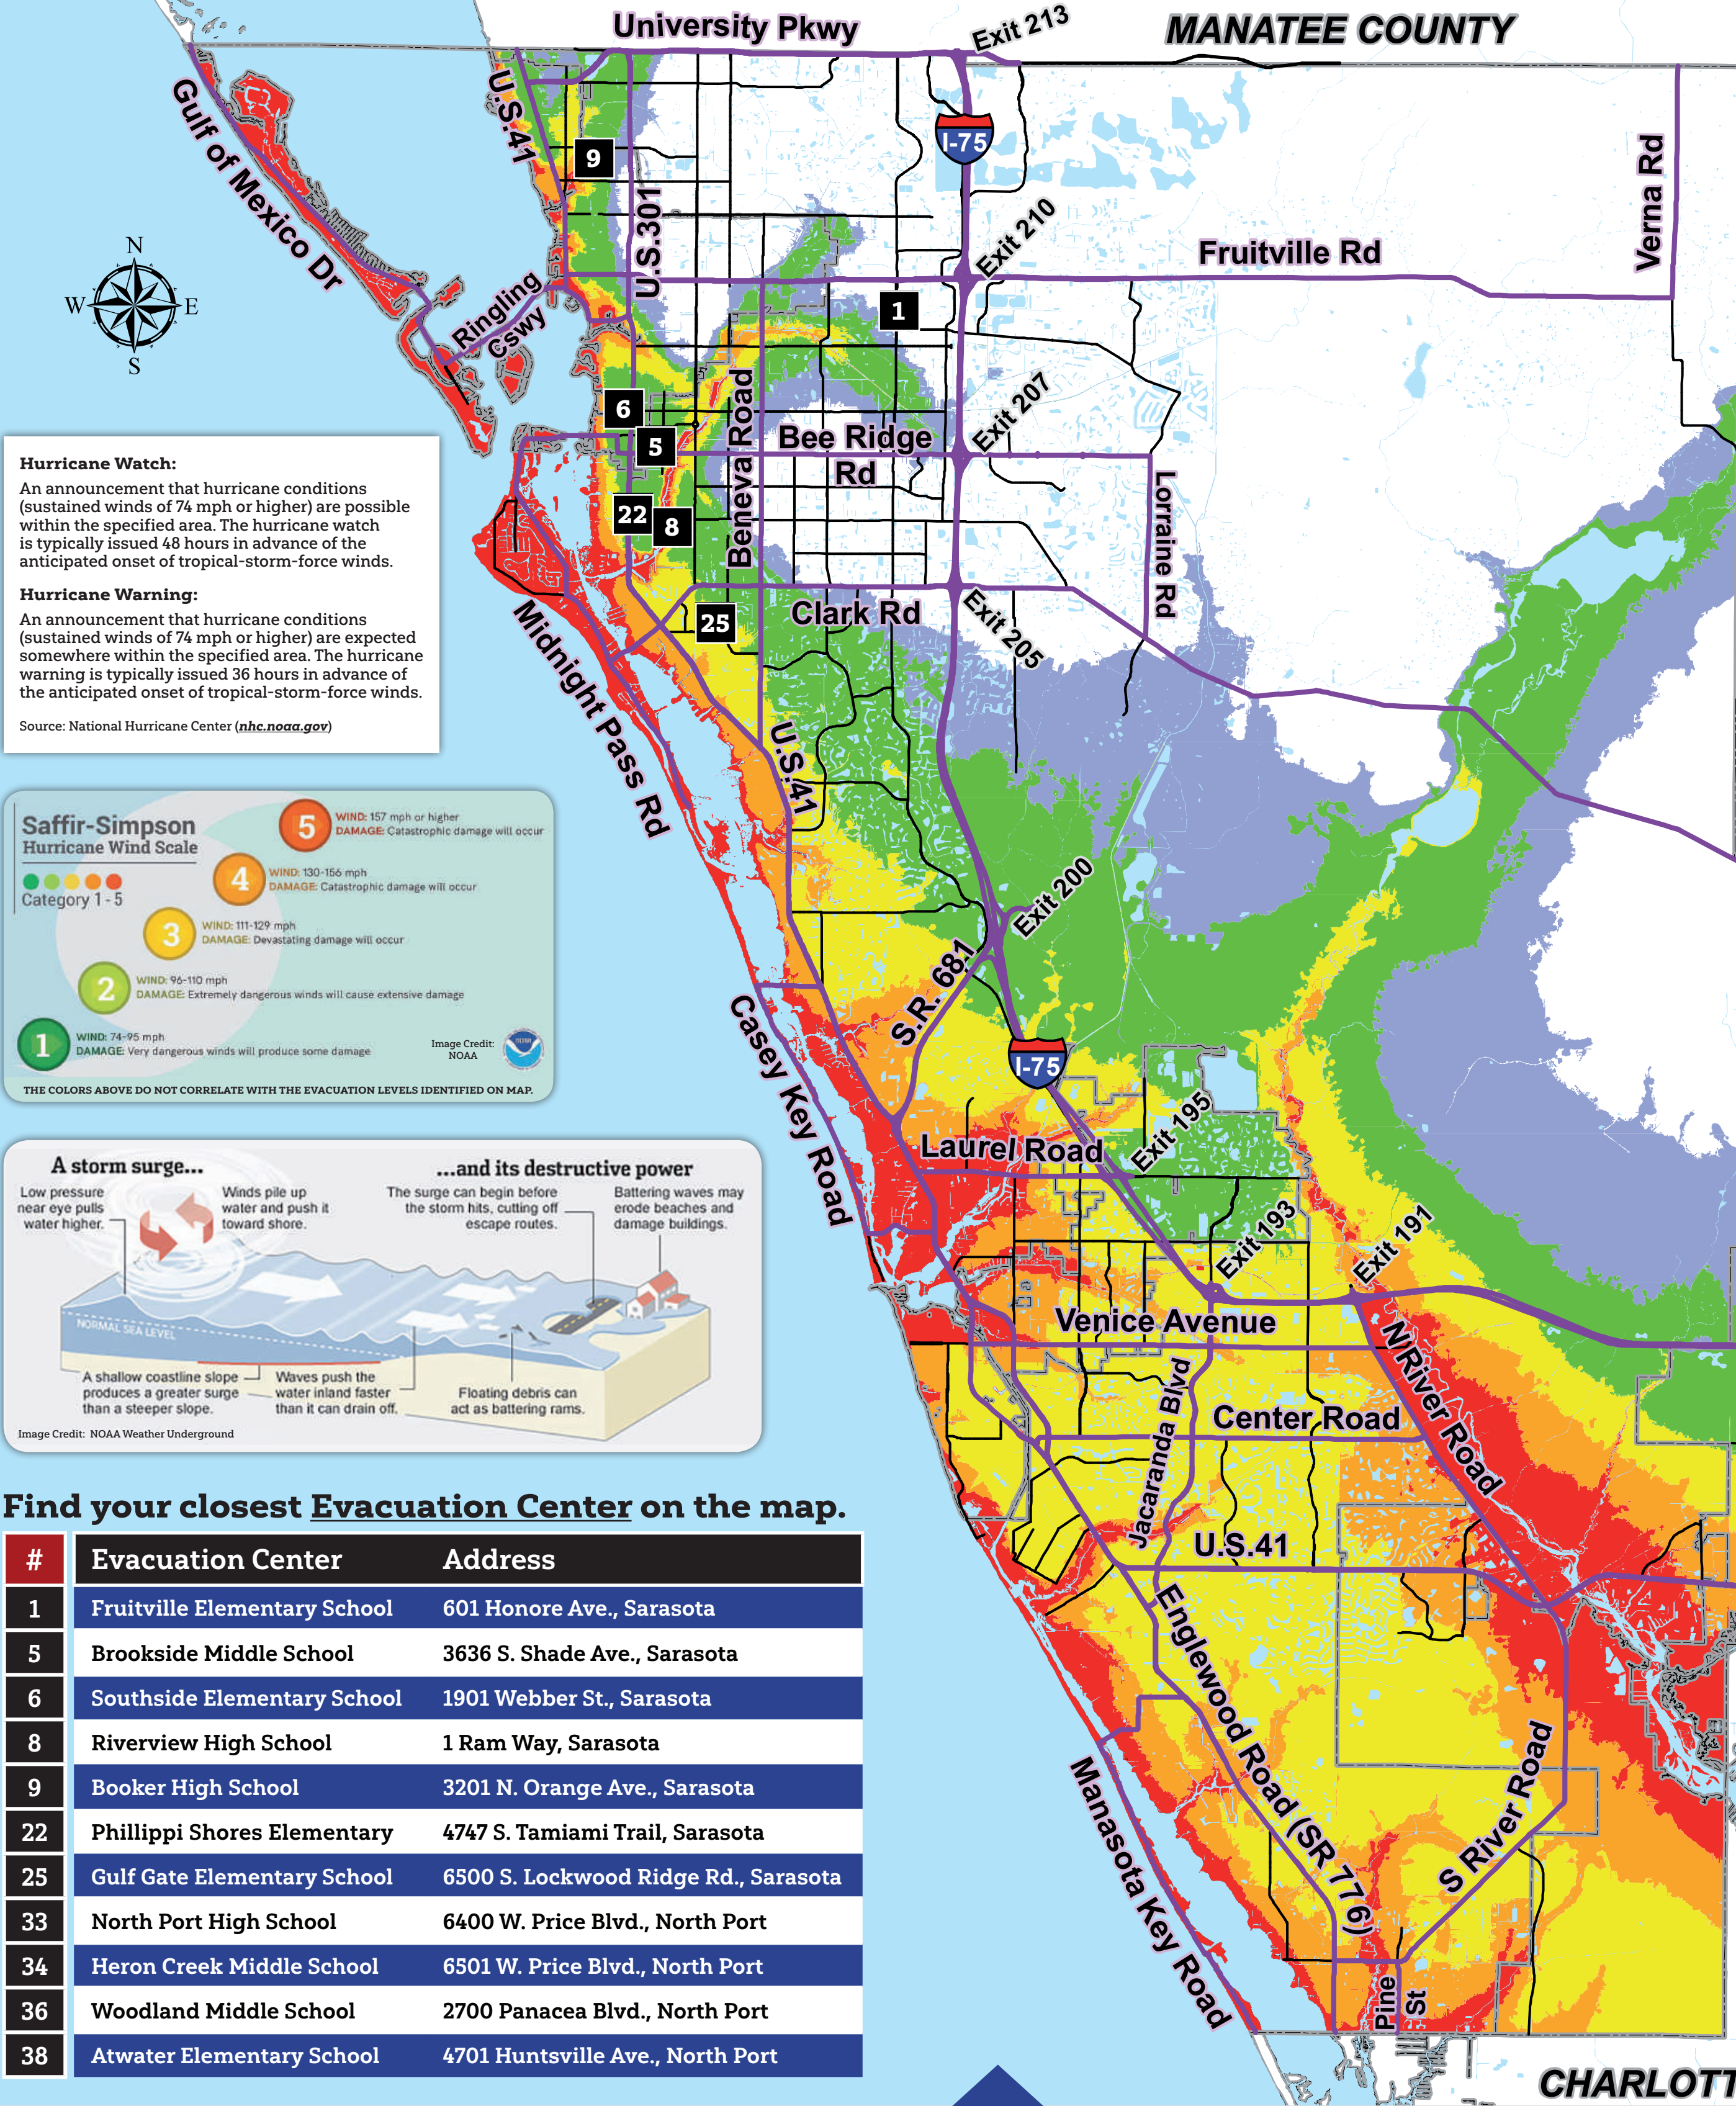 University Pkwy
Exit 213
MANATEE COUNTY
Gulf of Mexico Dr
U.S.41
I-75
9
U.S.301
Exit 210
Verna Rd
Fruitville Rd
N
W
E
S
Ringling
Cswy
1
6
Beneva Road
Exit 207
Bee Ridge
Rd
5
Lorraine Rd
22
8
25
Clark Rd
Exit 205
Midnight Pass Rd
U.S.41
Hurricane Watch:
An announcement that hurricane conditions
(sustained winds of 74 mph or higher) are possible
within the specified area. The hurricane watch
is typically issued 48 hours in advance of the
anticipated onset of tropical-storm-force winds.
Hurricane Warning:
An announcement that hurricane conditions
(sustained winds of 74 mph or higher) are expected
somewhere within the specified area. The hurricane
warning is typically issued 36 hours in advance of
the anticipated onset of tropical-storm-force winds.
Source: National Hurricane Center (nhc.noaa.gov)
Saffir-Simpson
Hurricane Wind Scale
Category 1 - 5
5
WIND: 157 mph or higher
DAMAGE: Catastrophic damage will occur
4
WIND: 130-156 mph
DAMAGE: Catastrophic damage will occur
3
WIND: 111-129 mph
DAMAGE: Devastating damage will occur
2
WIND: 96-110 mph
DAMAGE: Extremely dangerous winds will cause extensive damage
1
WIND: 74-95 mph
DAMAGE: Very dangerous winds will produce some damage
Image Credit:
NOAA
NOAA
THE COLORS ABOVE DO NOT CORRELATE WITH THE EVACUATION LEVELS IDENTIFIED ON MAP.
Exit 200
S.R. 681
Casey Key Road
I-75
Exit 195
Laurel Road
Exit 193
Exit 191
Venice Avenue
N River Road
Jacaranda Blvd
Center Road
U.S.41
Englewood Road (SR 776)
S River Road
Manasota Key Road
Pine
St
CHARLOTT
A storm surge...
...and its destructive power
Low pressure
near eye pulls
water higher.
Winds pile up
water and push it
toward shore.
The surge can begin before
the storm hits, cutting off
escape routes.
Battering waves may
erode beaches and
damage buildings.
NORMAL SEA LEVEL
A shallow coastline slope
produces a greater surge
than a steeper slope.
Waves push the
water inland faster
than it can drain off.
Floating debris can
act as battering rams.
Image Credit: NOAA Weather Underground
Find your closest Evacuation Center on the map.
# Evacuation Center Address
1 Fruitville Elementary School 601 Honore Ave., Sarasota
5 Brookside Middle School 3636 S. Shade Ave., Sarasota
6 Southside Elementary School 1901 Webber St., Sarasota
8 Riverview High School 1 Ram Way, Sarasota
9 Booker High School 3201 N. Orange Ave., Sarasota
22 Phillippi Shores Elementary 4747 S. Tamiami Trail, Sarasota
25 Gulf Gate Elementary School 6500 S. Lockwood Ridge Rd., Sarasota
33 North Port High School 6400 W. Price Blvd., North Port
34 Heron Creek Middle School 6501 W. Price Blvd., North Port
36 Woodland Middle School 2700 Panacea Blvd., North Port
38 Atwater Elementary School 4701 Huntsville Ave., North Port